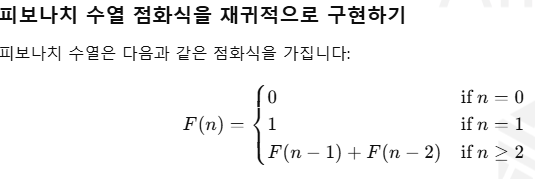 피보나치 수열 점화식을 재귀적으로 구현하기
피보나치 수열은 다음과 같은 점화식을 가집니다:
0 if n = 0
F(n) = { 1 if n = 1
F(n − 1) + F(n − 2) if n ≥ 2